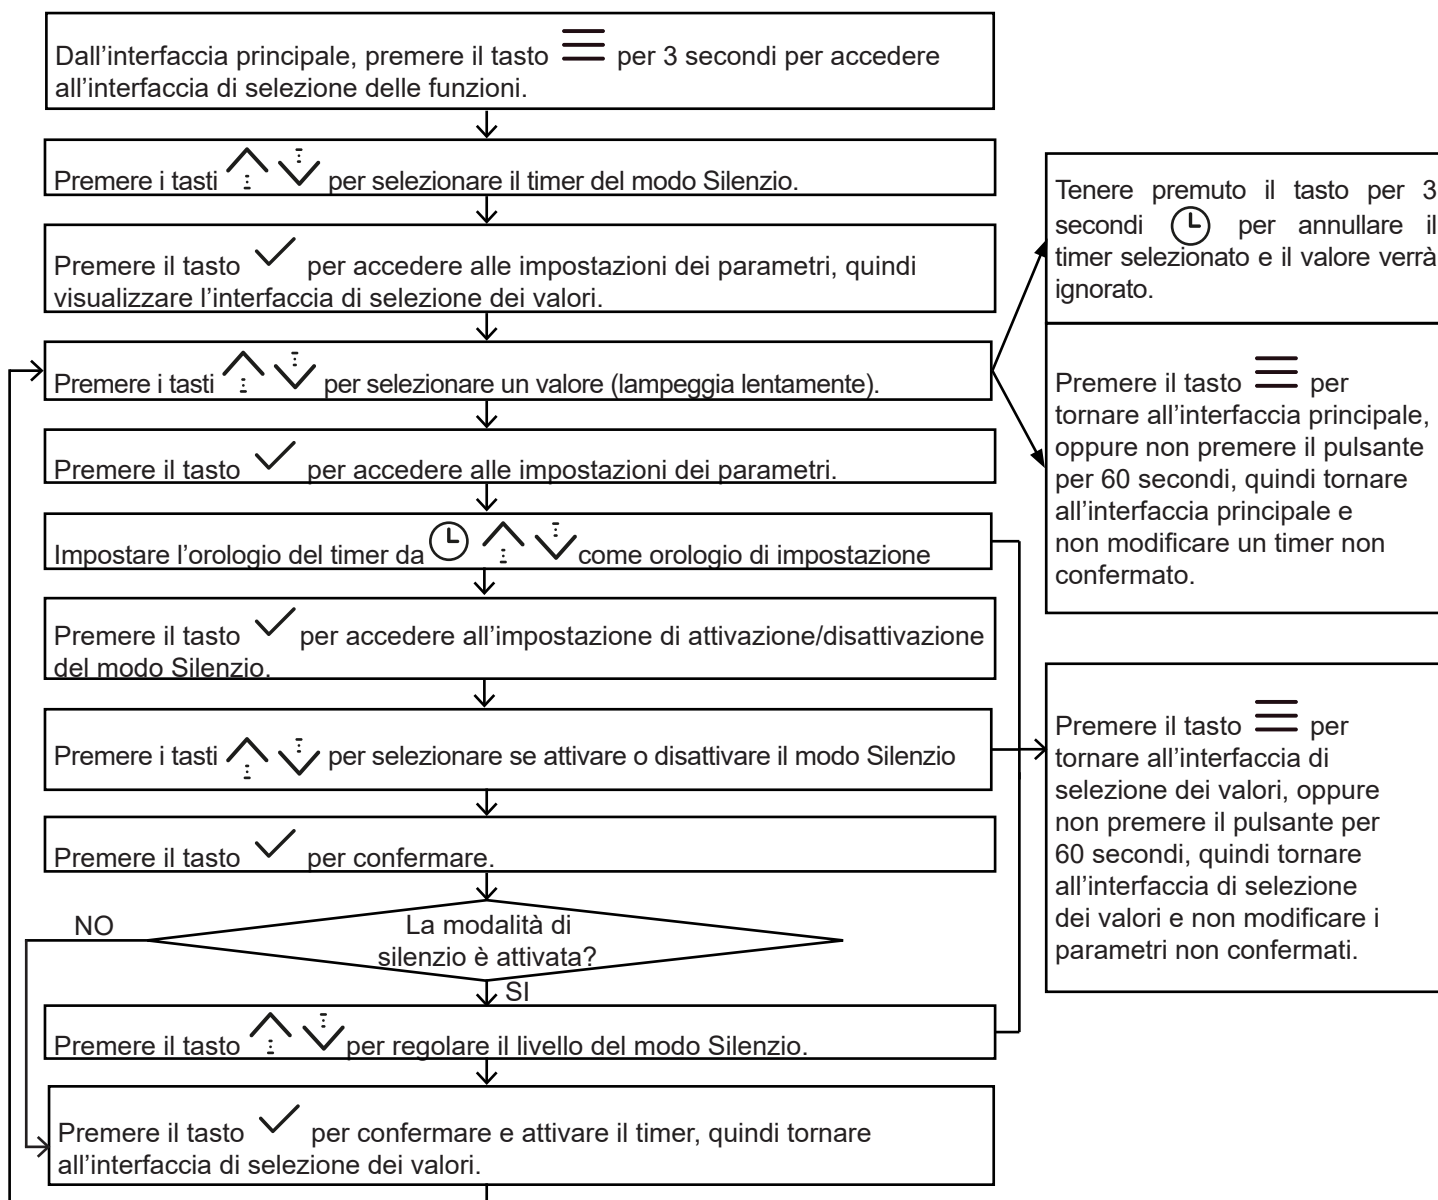 Dall'interfaccia principale, premere il tasto per 3 secondi per accedere
all'interfaccia di selezione delle funzioni.
Premere i tasti per selezionare il timer del modo Silenzio.
Premere il tasto per accedere alle impostazioni dei parametri, quindi
visualizzare l'interfaccia di selezione dei valori.
Premere i tasti per selezionare un valore (lampeggia lentamente).
Premere il tasto per accedere alle impostazioni dei parametri.
Impostare l'orologio del timer da come orologio di impostazione
Premere il tasto per accedere all'impostazione di attivazione/disattivazione
del modo Silenzio.
Premere i tasti per selezionare se attivare o disattivare il modo Silenzio
Premere il tasto per confermare.
NO
La modalità di
silenzio è attivata?
SI
Premere il tasto per regolare il livello del modo Silenzio.
Premere il tasto per confermare e attivare il timer, quindi tornare
all'interfaccia di selezione dei valori.
Tenere premuto il tasto per 3
secondi per annullare il
timer selezionato e il valore verrà
ignorato.
Premere il tasto per
tornare all'interfaccia principale,
oppure non premere il pulsante
per 60 secondi, quindi tornare
all'interfaccia principale e
non modificare un timer non
confermato.
Premere il tasto per
tornare all'interfaccia di
selezione dei valori, oppure
non premere il pulsante per
60 secondi, quindi tornare
all'interfaccia di selezione
dei valori e non modificare i
parametri non confermati.